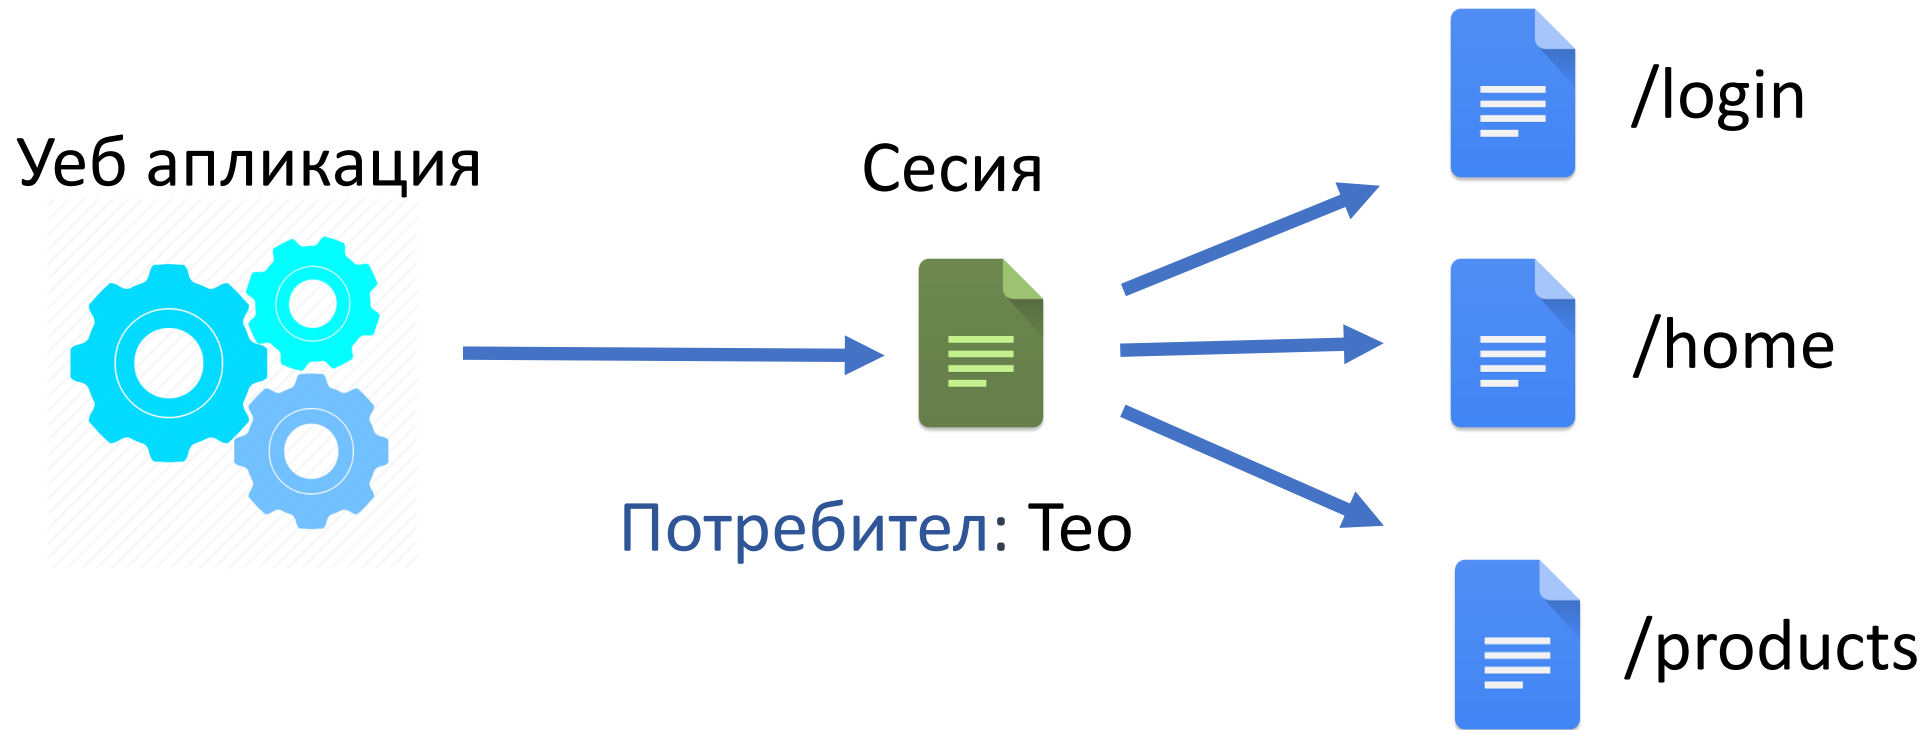 Уеб апликация
Сесия
Потребител: Тео
/login
/home
/products